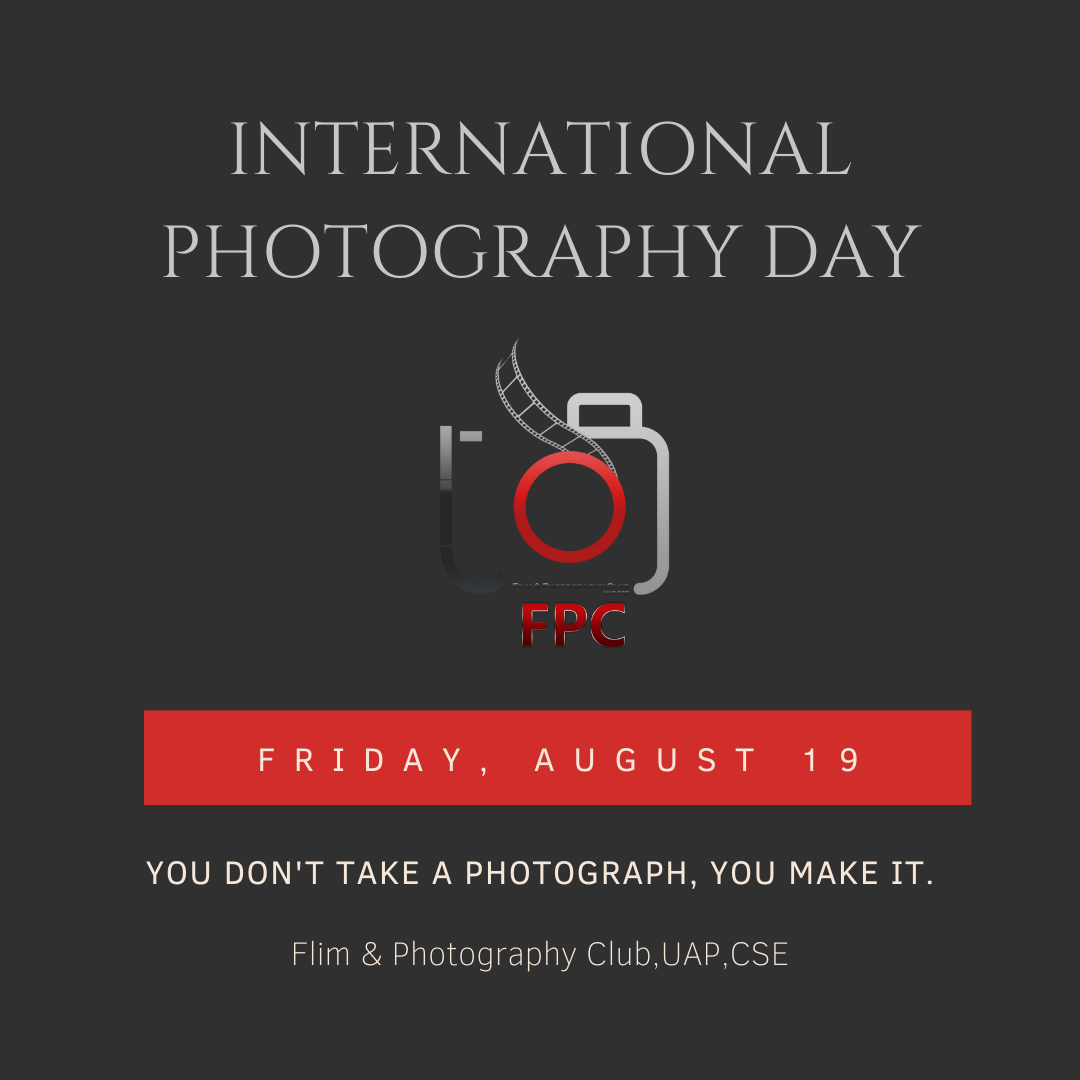 INTERNATIONAL
PHOTOGRAPHY DAY
FPC
FRIDAY, AUGUST 19
YOU DON'T TAKE A PHOTOGRAPH, YOU MAKE IT.
Flim & Photography Club,UAP,CSE